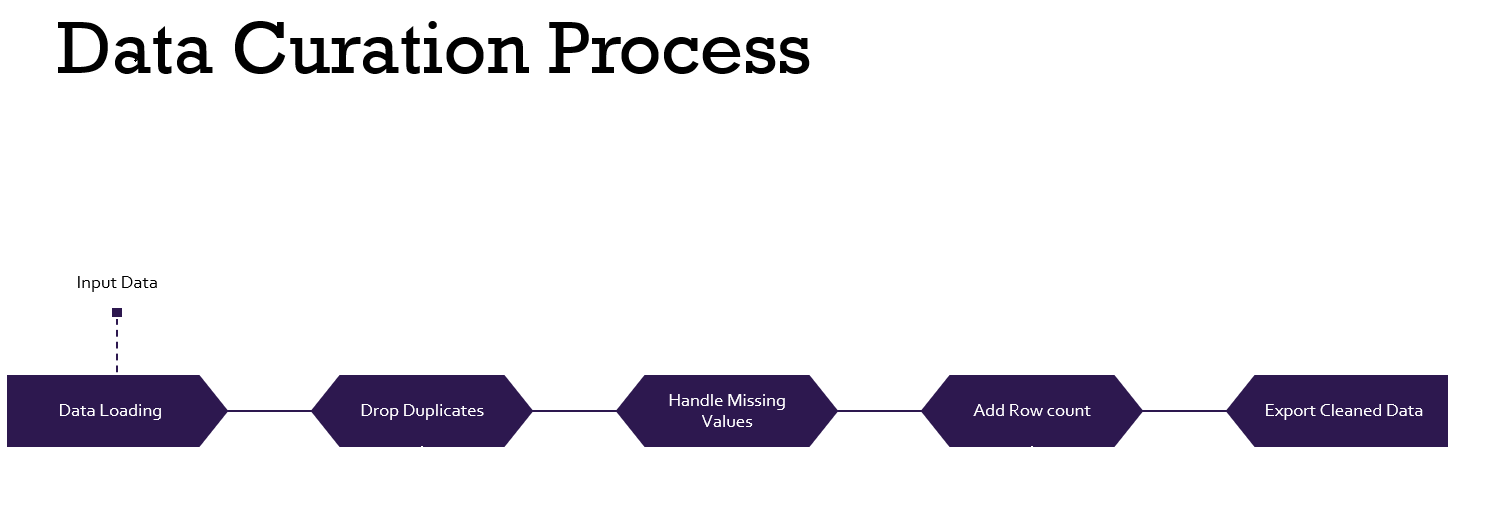 Data Curation Process
Input Data
Data Loading
Drop Duplicates
Handle Missing
Values
Add Row count
Export Cleaned Data